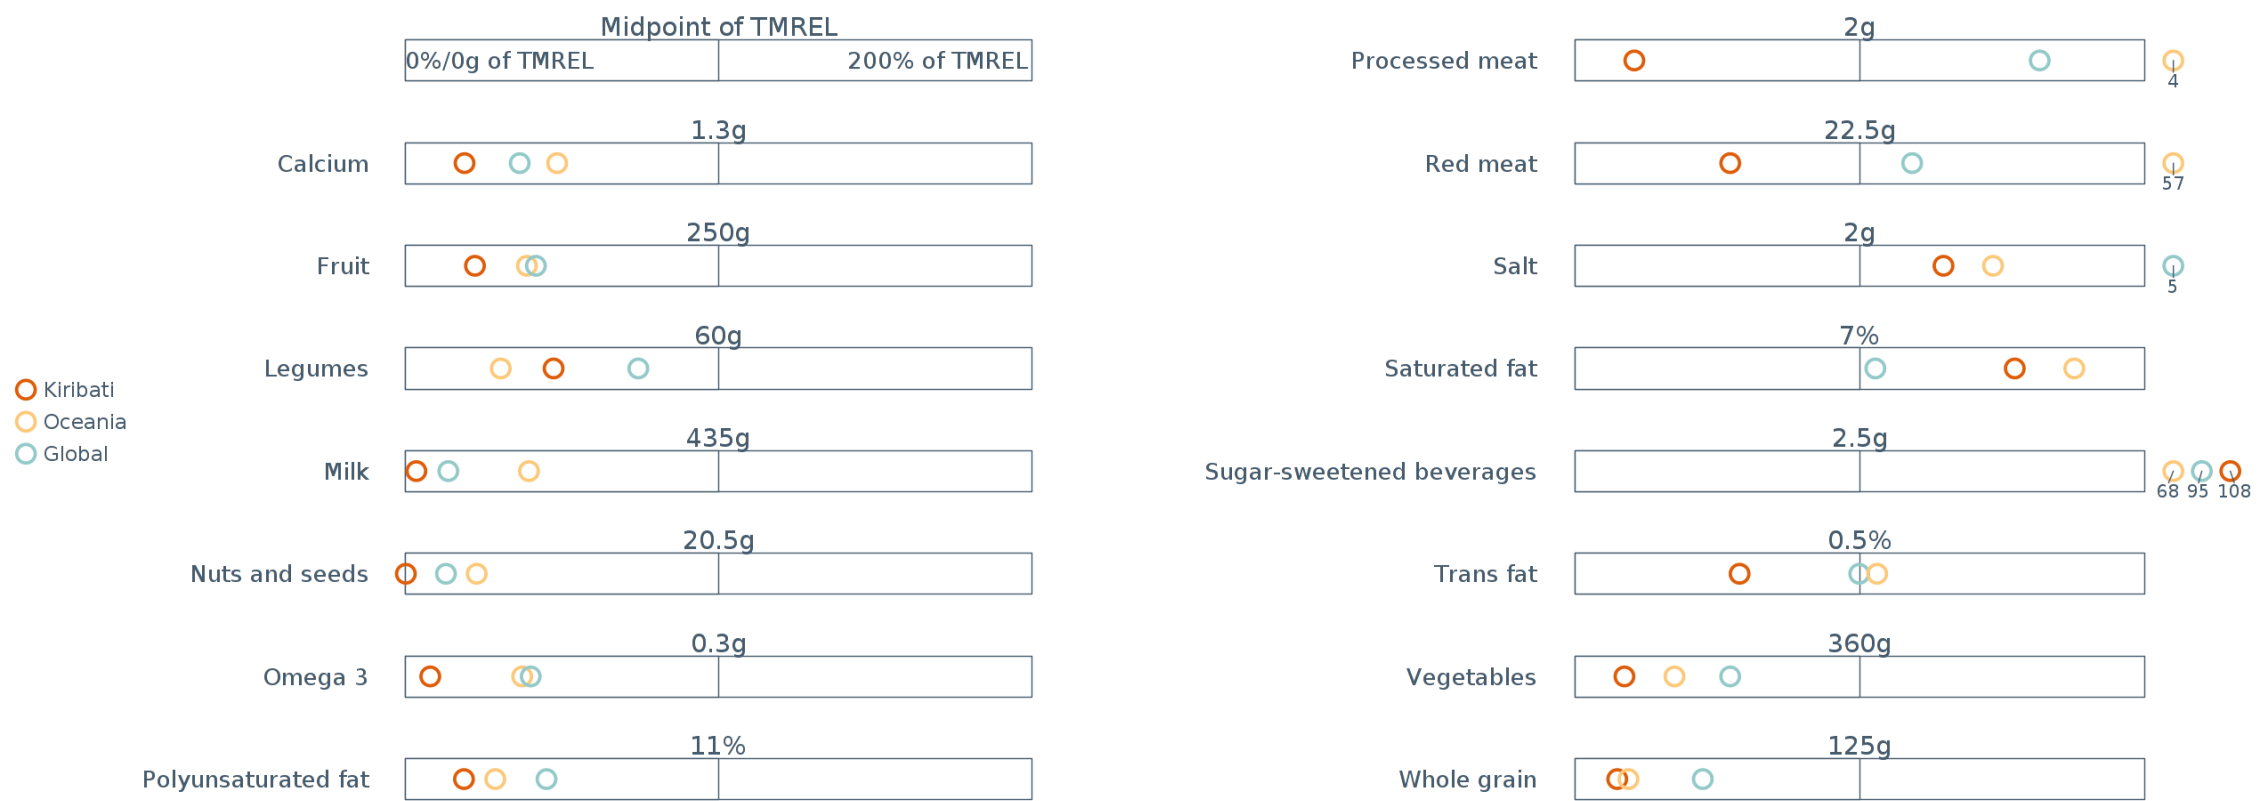 Midpoint of TMREL
0%/0g of TMREL
200% of TMREL
1.3g
Calcium
250g
Fruit
60g
Legumes
435g
Milk
20.5g
Nuts and seeds
0.3g
Omega 3
11%
Polyunsaturated fat
Kiribati
Oceania
Global
2g
Processed meat
4
22.5g
Red meat
57
2g
Salt
5
7%
Saturated fat
2.5g
Sugar-sweetened beverages
68 95 108
0.5%
Trans fat
360g
Vegetables
125g
Whole grain